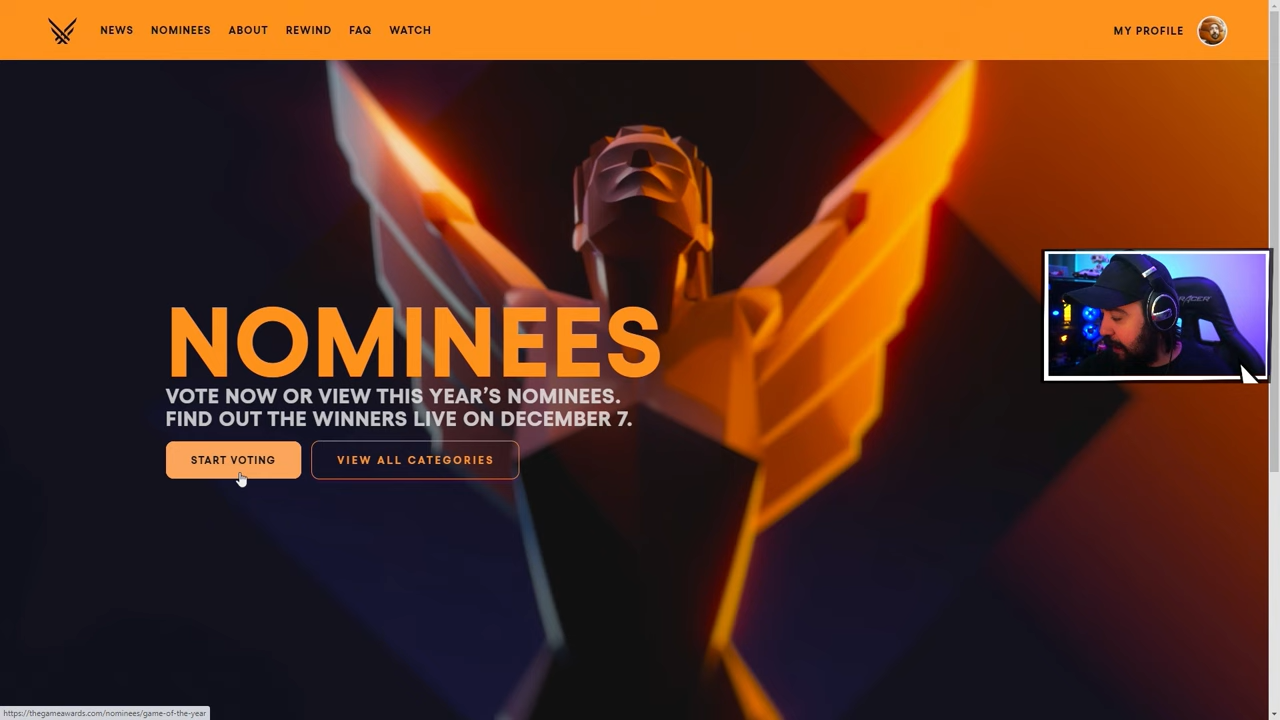 NEWS NOMINEES ABOUT REWIND FAQ WATCH MY PROFILE
NOMINEES
VOTE NOW OR VIEW THIS YEAR'S NOMINEES.
FIND OUT THE WINNERS LIVE ON DECEMBER 7.
START VOTING VIEW ALL CATEGORIES
https://thegameawards.com/nominees/game-of-the-year